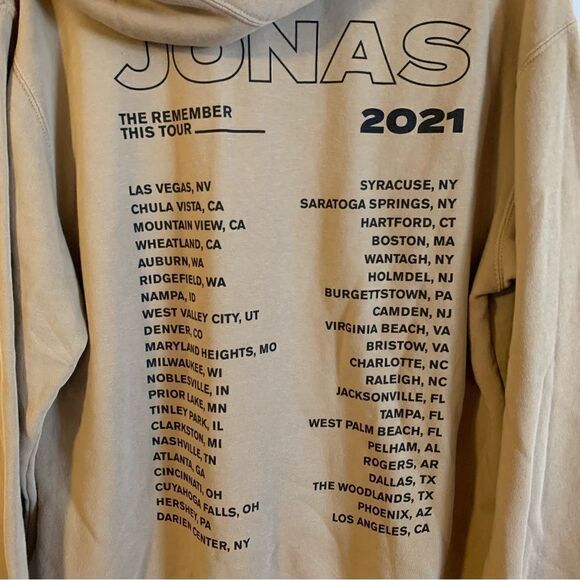 JONAS
THE REMEMBER
THIS TOUR
2021
LAS VEGAS, NV
CHULA VISTA, CA
MOUNTAIN VIEW, CA
WHEATLAND, CA
AUBURN, WA
RIDGEFIELD, WA
NAMPA, ID
WEST VALLEY CITY, UT
DENVER, CO
MARYLAND HEIGHTS, MO
MILWAUKEE, WI
NOBLESVILLE, IN
PRIOR LAKE, MN
TINLEY PARK, IL
CLARKSTON, MI
NASHVILLE, TN
ATLANTA, GA
CINCINNATI, OH
CUYAHOGA FALLS, OH
HERSHEY, PA
DARIEN CENTER, NY
SYRACUSE, NY
SARATOGA SPRINGS, NY
HARTFORD, CT
BOSTON, MA
WANTAGH, NY
HOLMDEL, NJ
BURGETTSTOWN, PA
CAMDEN, NJ
VIRGINIA BEACH, VA
BRISTOW, VA
CHARLOTTE, NC
RALEIGH, NC
JACKSONVILLE, FL
TAMPA, FL
WEST PALM BEACH, FL
PELHAM, AL
ROGERS, AR
DALLAS, TX
THE WOODLANDS, TX
PHOENIX, AZ
LOS ANGELES, CA